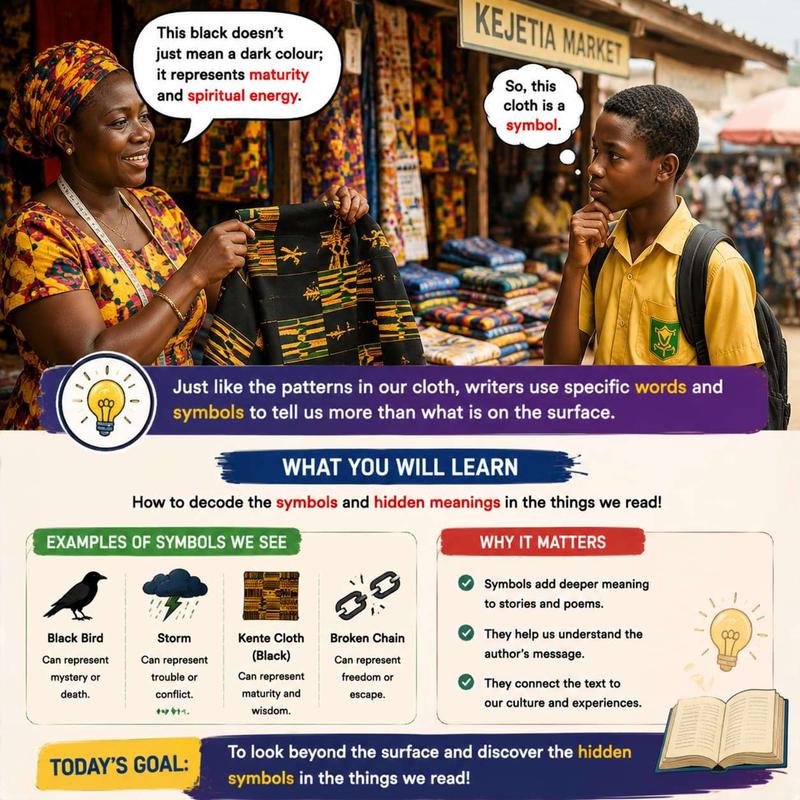 This black doesn't
just mean a dark colour;
it represents maturity
and spiritual energy.
KEJETIA MARKET
So, this
cloth is a
symbol.
Just like the patterns in our cloth, writers use specific words and
symbols to tell us more than what is on the surface.
WHAT YOU WILL LEARN
How to decode the symbols and hidden meanings in the things we read!
EXAMPLES OF SYMBOLS WE SEE
Black Bird
Can represent
mystery or
death.
Storm
Can represent
trouble or
conflict.
Kente Cloth
(Black)
Can represent
maturity and
wisdom.
Broken Chain
Can represent
freedom or
escape.
WHY IT MATTERS
Symbols add deeper meaning
to stories and poems.
They help us understand the
author's message.
They connect the text to
our culture and experiences.
TODAY'S GOAL:
To look beyond the surface and discover the hidden
symbols in the things we read!